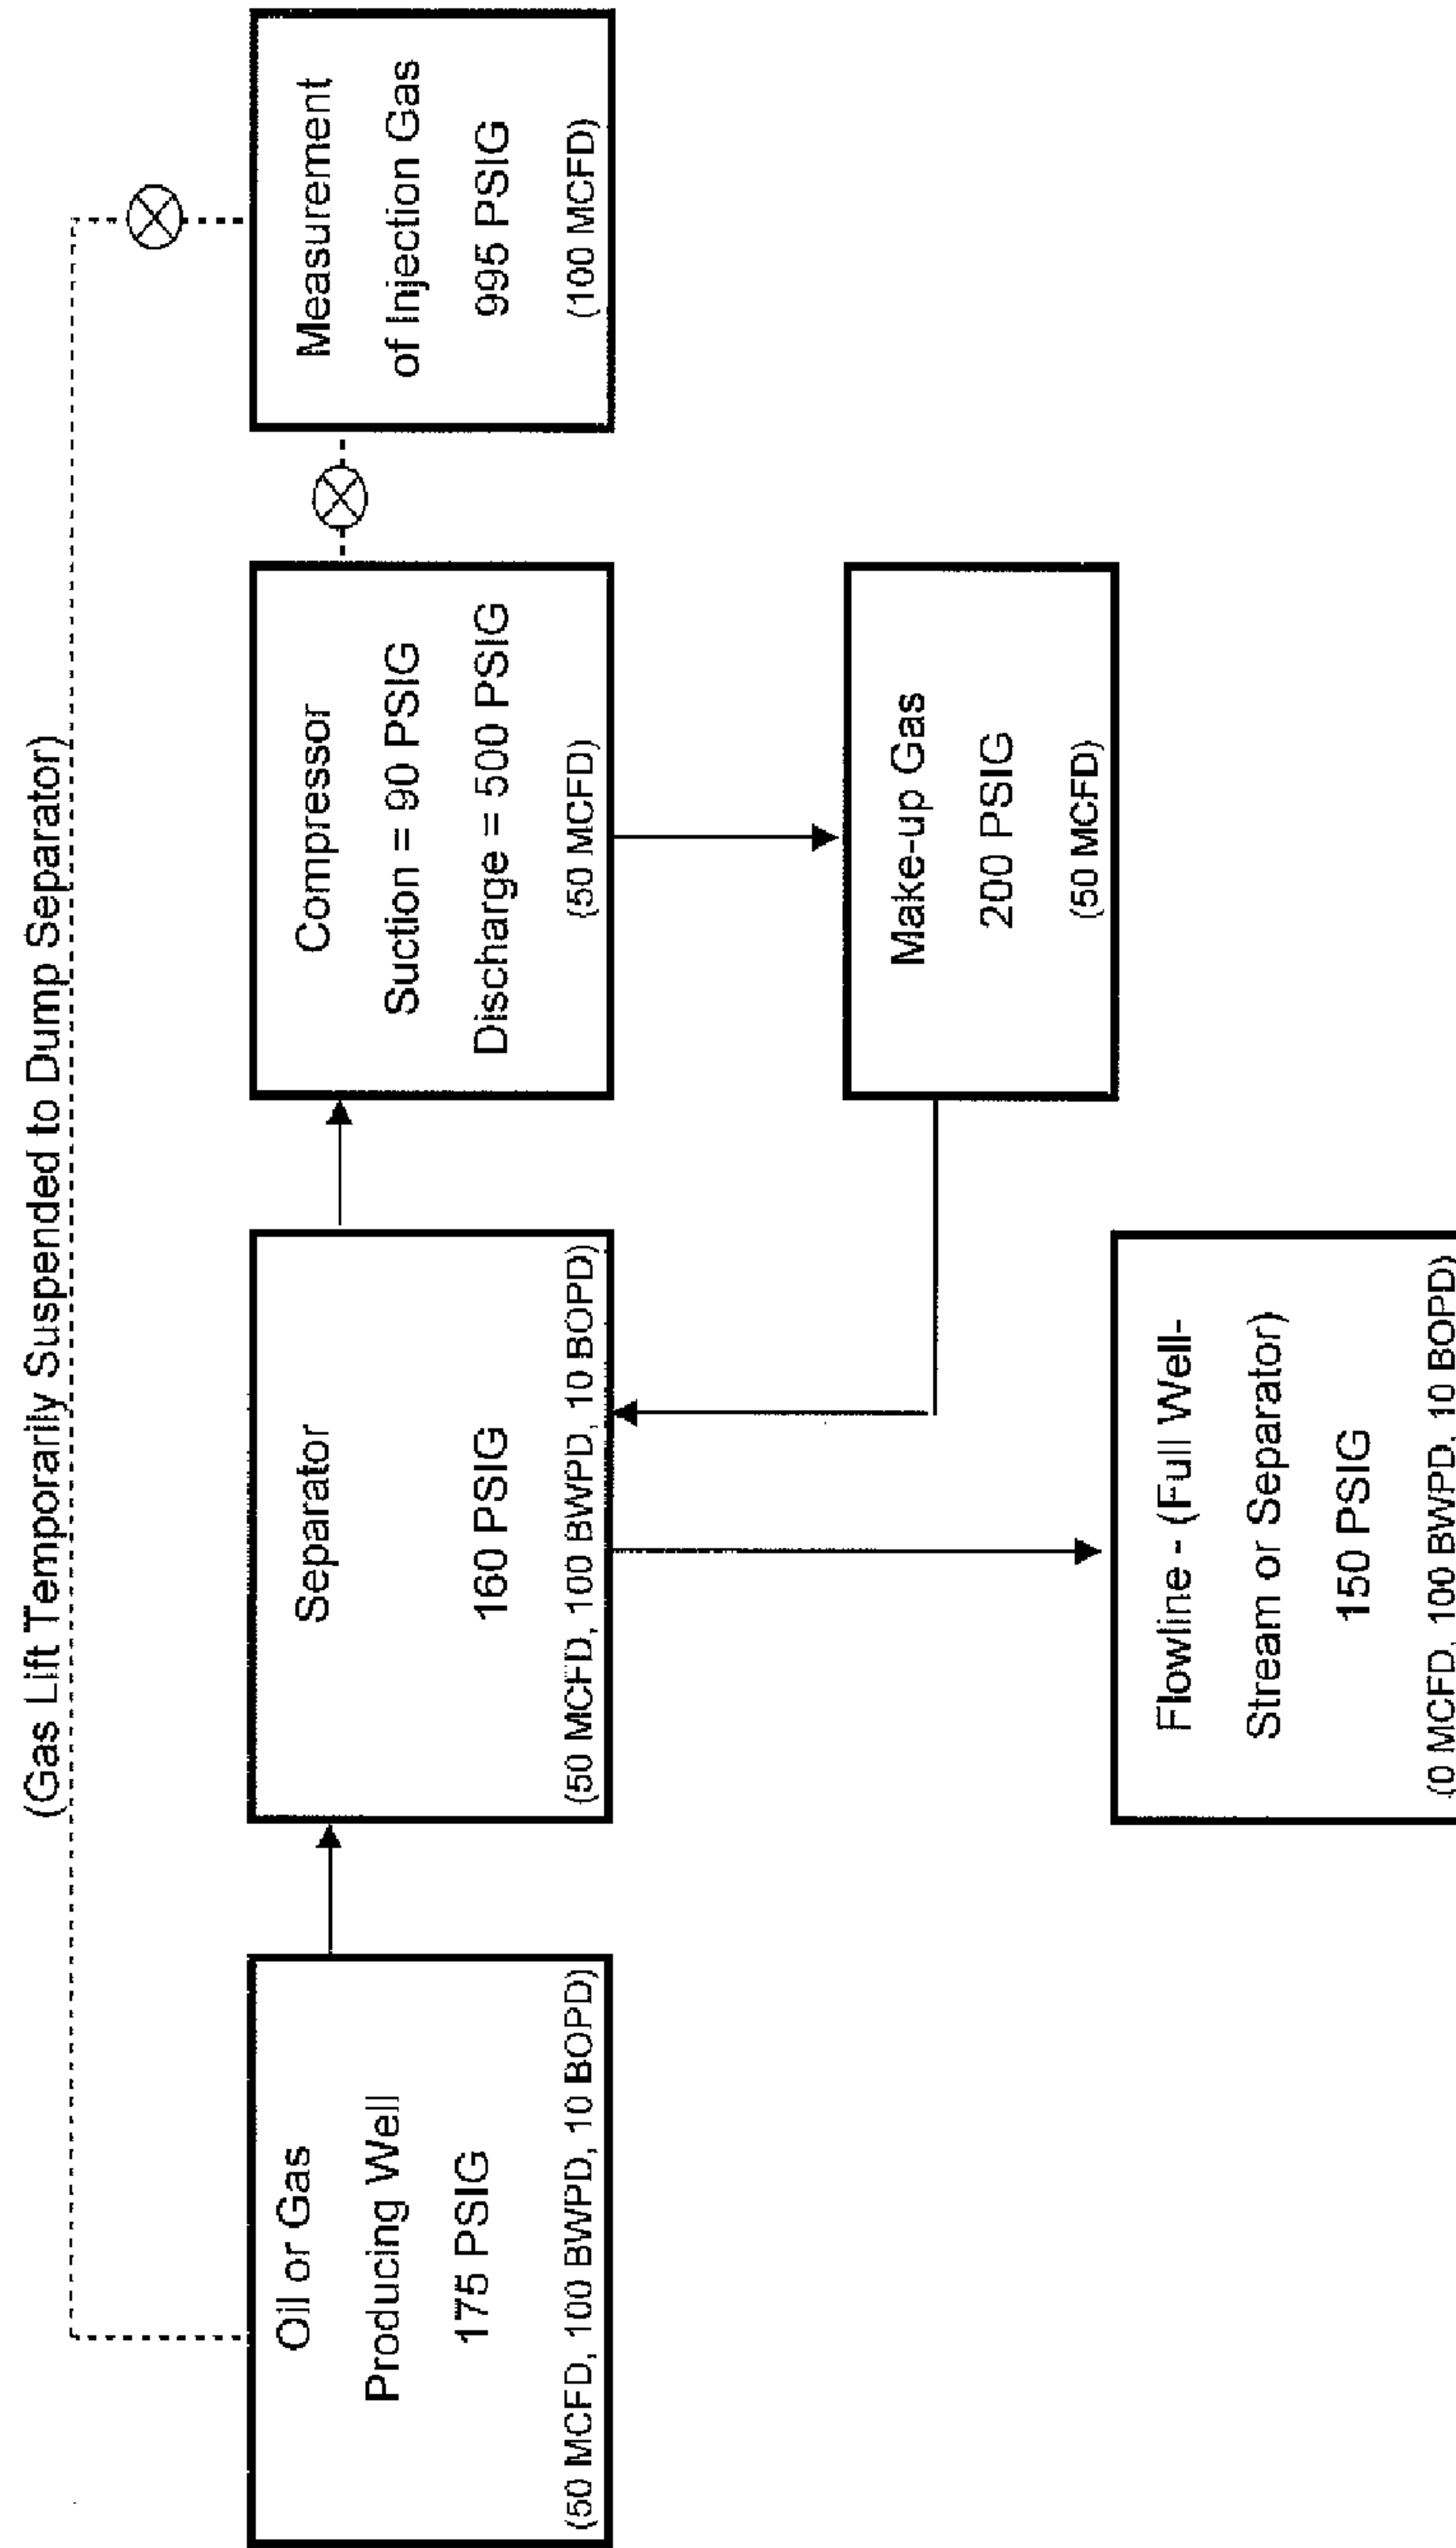 (Gas Lift Temporarily Suspended to Dump Separator)
Oil or Gas
Producing Well
175 PSIG
(50 MCFD, 100 BWPD, 10 BOPD)
Separator
160 PSIG
(50 MCFD, 100 BWPD, 10 BOPD)
Compressor
Suction = 90 PSIG
Discharge = 500 PSIG
(50 MCFD)
Measurement
of Injection Gas
995 PSIG
(100 MCFD)
Make-up Gas
200 PSIG
(50 MCFD)
Flowline - (Full Well-
Stream or Separator)
150 PSIG
(0 MCFD, 100 BWPD, 10 BOPD)